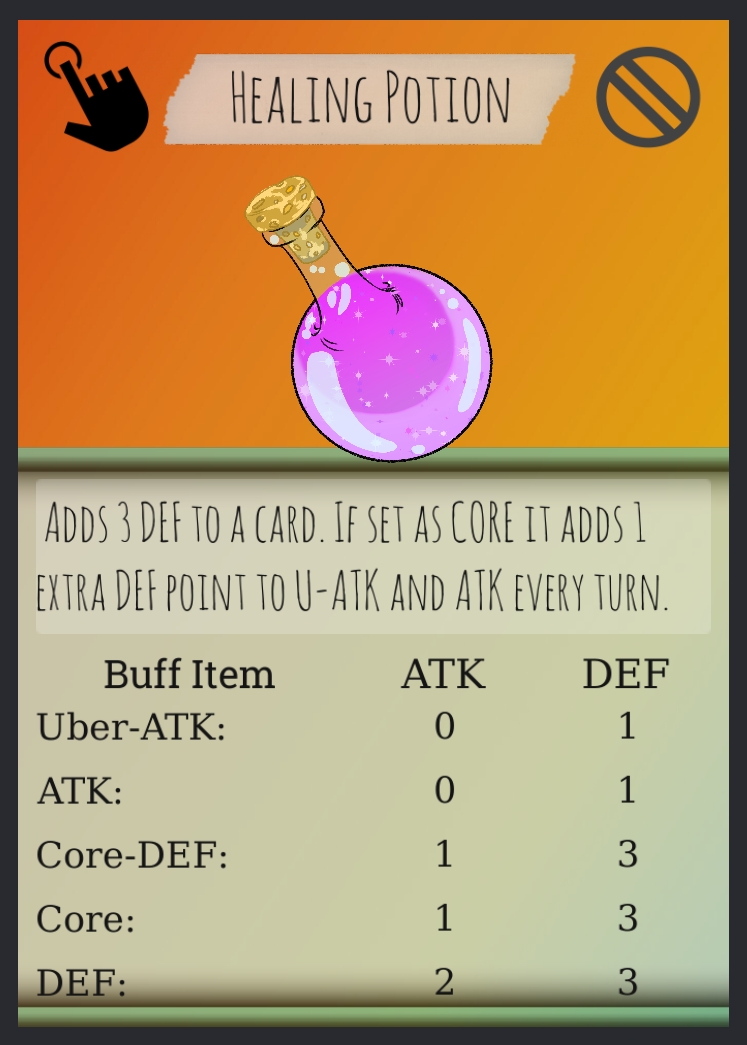 Healing Potion
Adds 3 DEF to a card. If set as CORE it adds 1
extra DEF point to U-ATK and ATK every turn.
Buff Item ATK DEF
Uber-ATK: 0 1
ATK: 0 1
Core-DEF: 1 3
Core: 1 3
DEF: 2 3